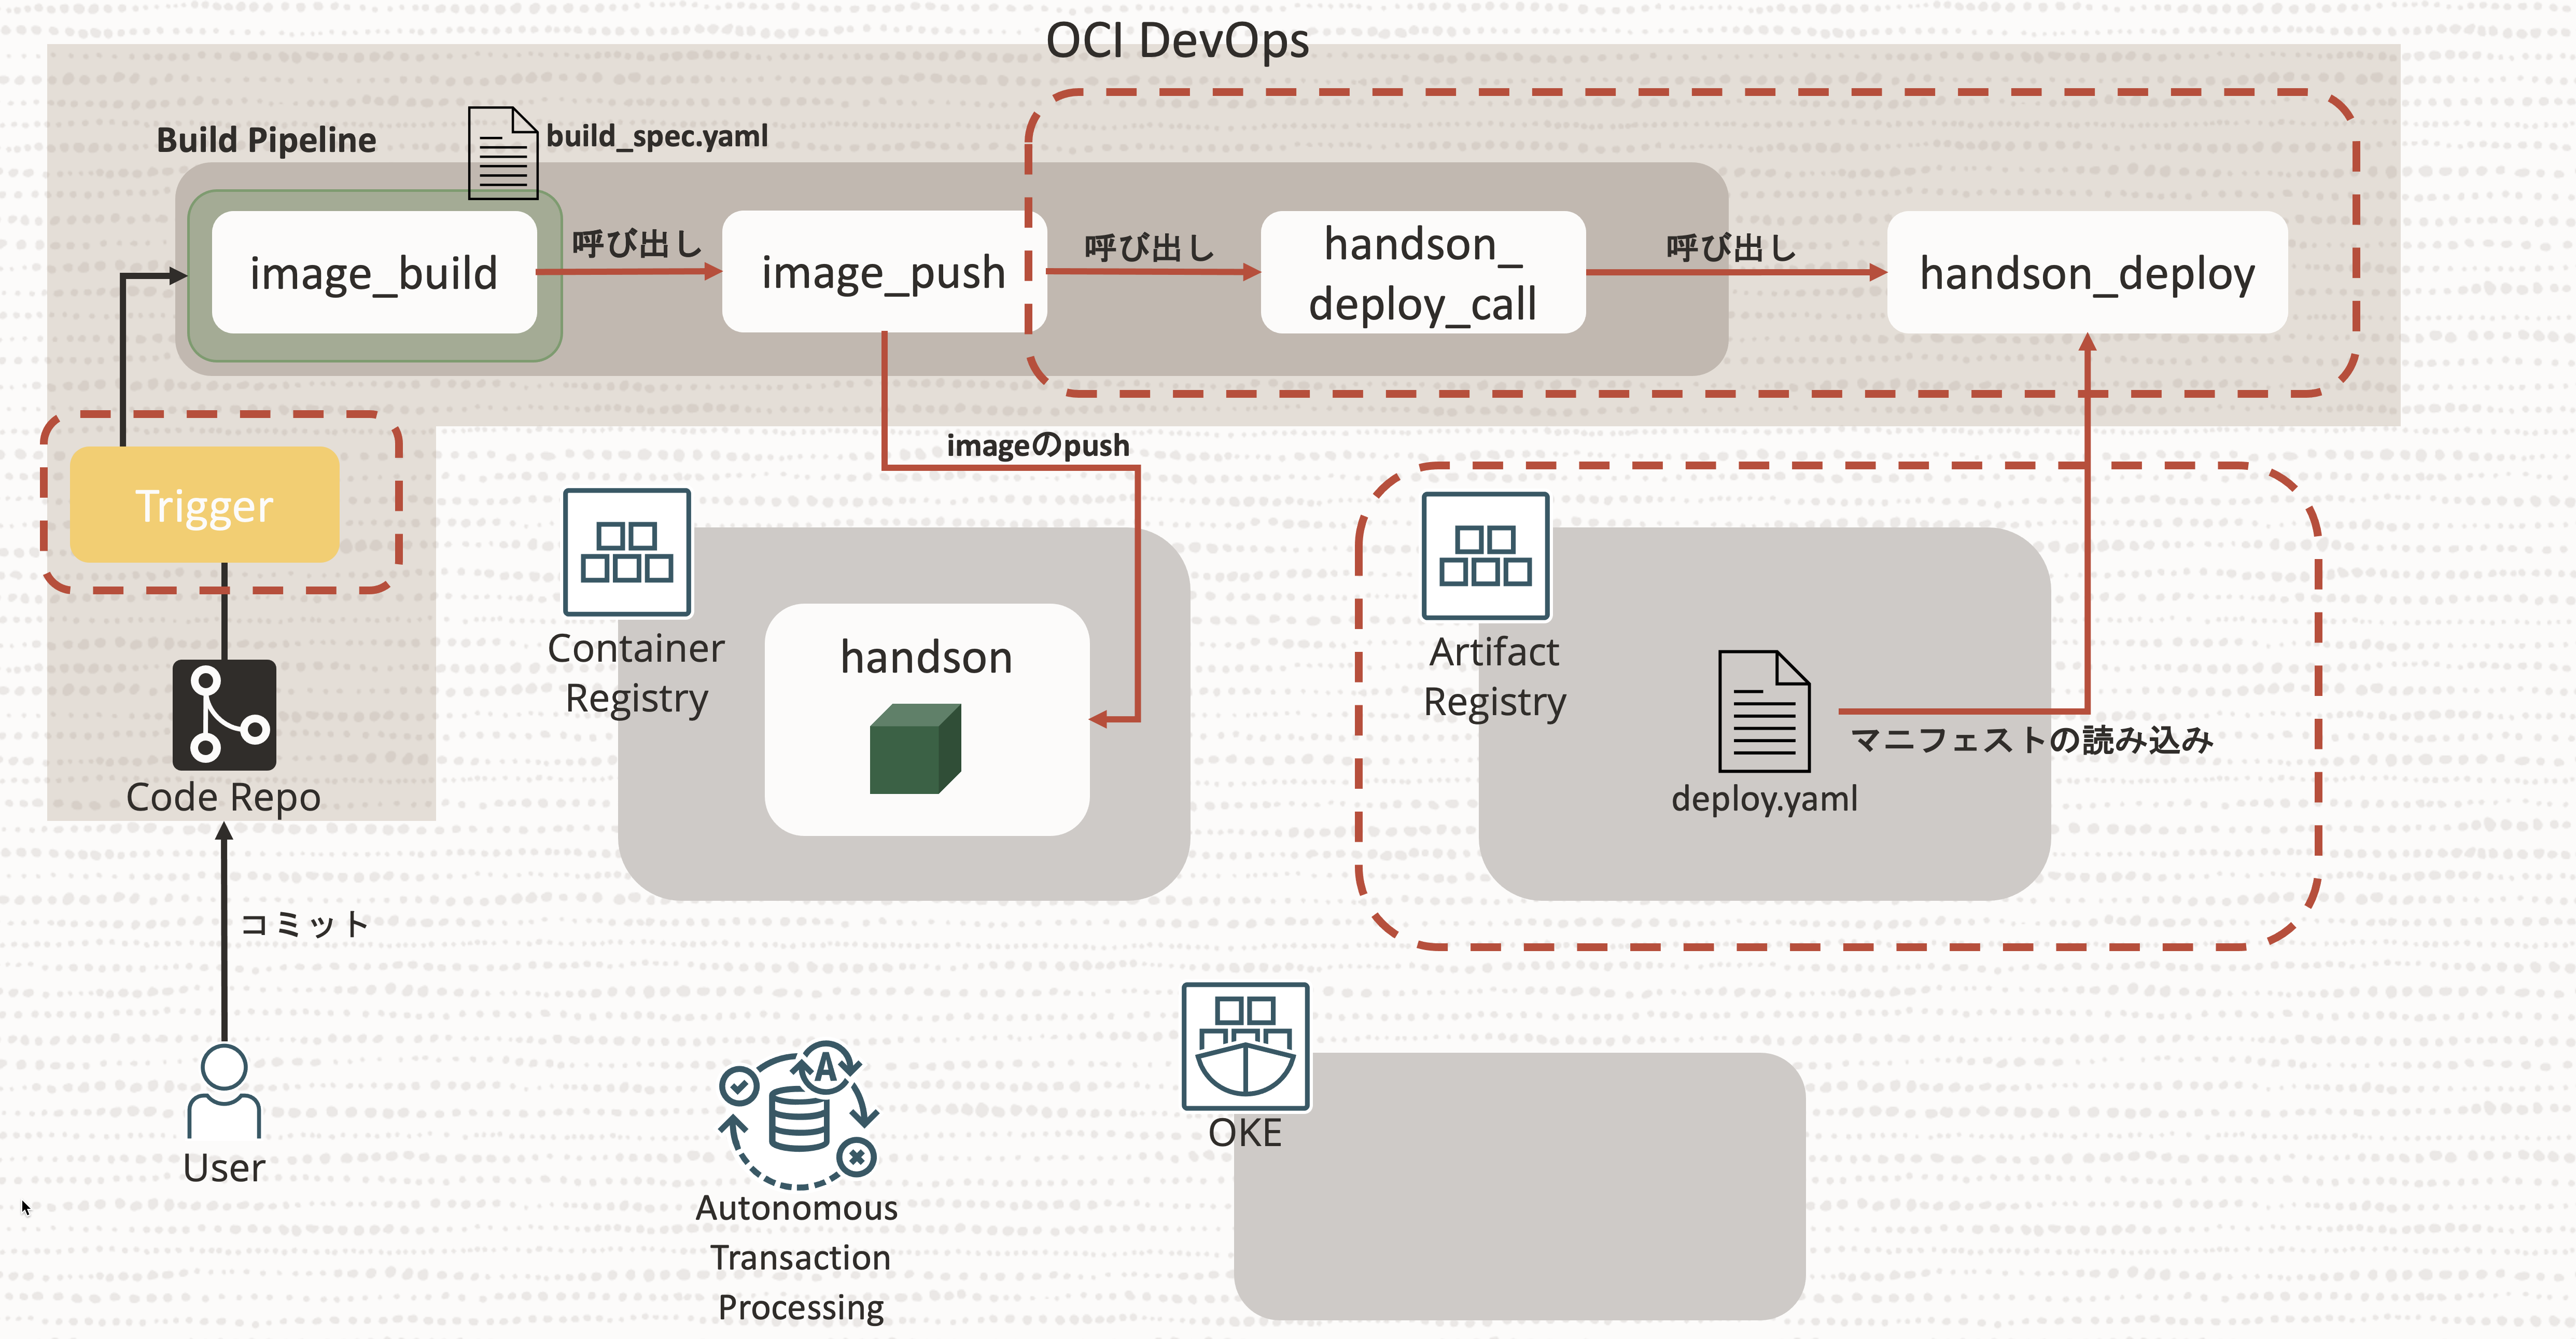 OCI DevOps
Build Pipeline
build_spec.yaml
image_build
呼び出し
image_push
呼び出し
handson_
deploy_call
呼び出し
handson_deploy
Trigger
imageのpush
Container
Registry
handson
Artifact
Registry
deploy.yaml
マニフェストの読み込み
Code Repo
コミット
User
Autonomous
Transaction
Processing
A
OKE